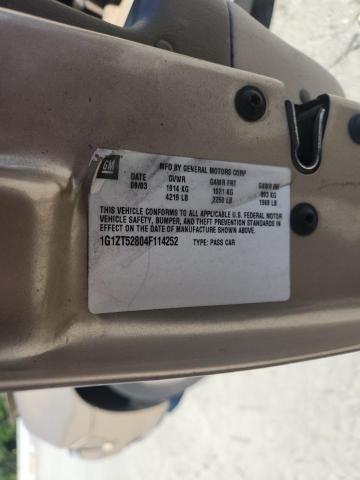 GM
MFD BY GENERAL MOTORS CORP
DATE GVWR GAWR FRT GAWR RR
09/03 1914 KG 1021 KG 893 KG
4219 LB 2250 LB 1969 LB
THIS VEHICLE CONFORMS TO ALL APPLICABLE U.S. FEDERAL MOTOR
VEHICLE SAFETY, BUMPER, AND THEFT PREVENTION STANDARDS
IN EFFECT ON THE DATE OF MANUFACTURE SHOWN ABOVE.
1G1ZT52804F114252 TYPE: PASS CAR